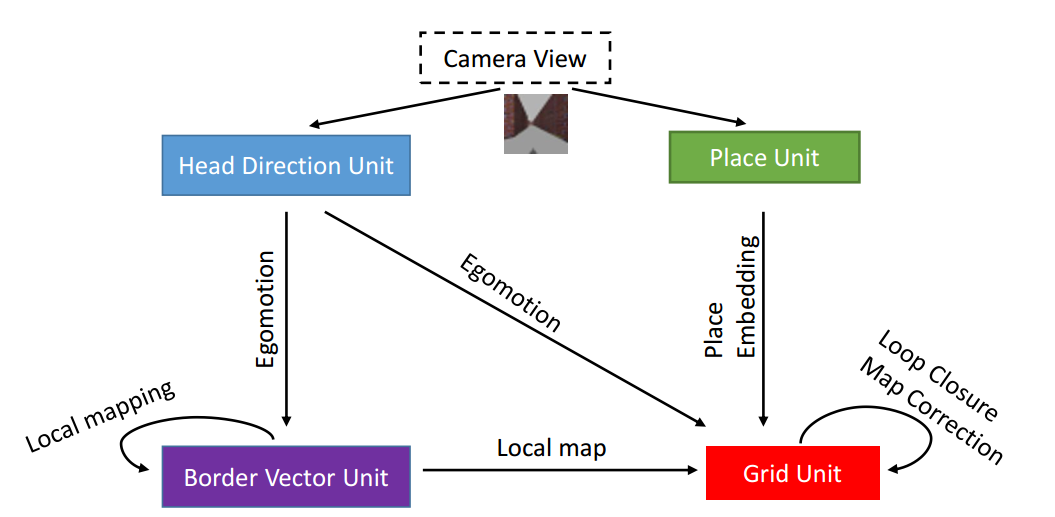 Camera View
Head Direction Unit
Place Unit
Egomotion
Egomotion
Place
Embedding
Loop Closure
Map Correction
Local mapping
Border Vector Unit
Local map
Grid Unit